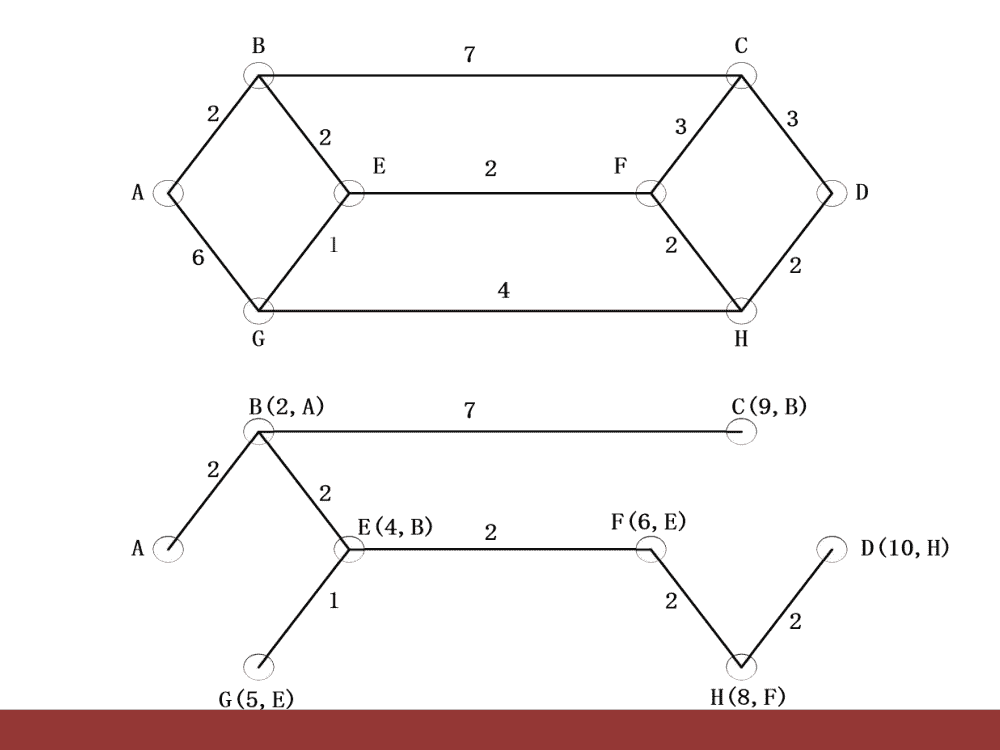 B 7 C
2 2 3 3
A E 2 F D
6 1 2 2
4
G H
B(2,A) 7 C(9,B)
2 2
A E(4,B) 2 F(6,E) D(10,H)
1 2 2
G(5,E) H(8,F)